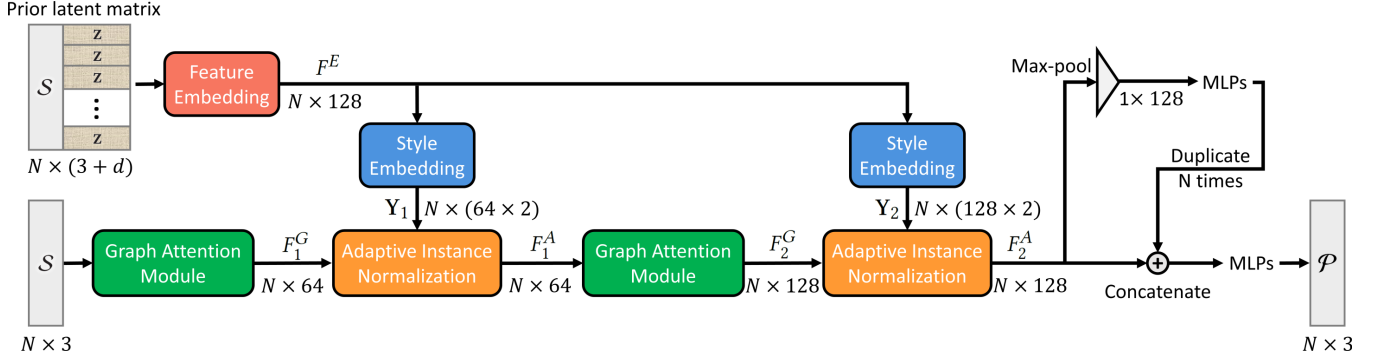 Prior latent matrix
S
z
z
z
⋮
z
N × (3 + d)
Feature
Embedding
F^E
N × 128
Style
Embedding
Style
Embedding
Max-pool
1× 128
MLPs
Duplicate
N times
Y_1
N × (64 × 2)
Y_2
N × (128 × 2)
S
N × 3
Graph Attention
Module
F_1^G
N × 64
Adaptive Instance
Normalization
F_1^A
N × 64
Graph Attention
Module
F_2^G
N × 128
Adaptive Instance
Normalization
F_2^A
N × 128
+
Concatenate
MLPs
P
N × 3